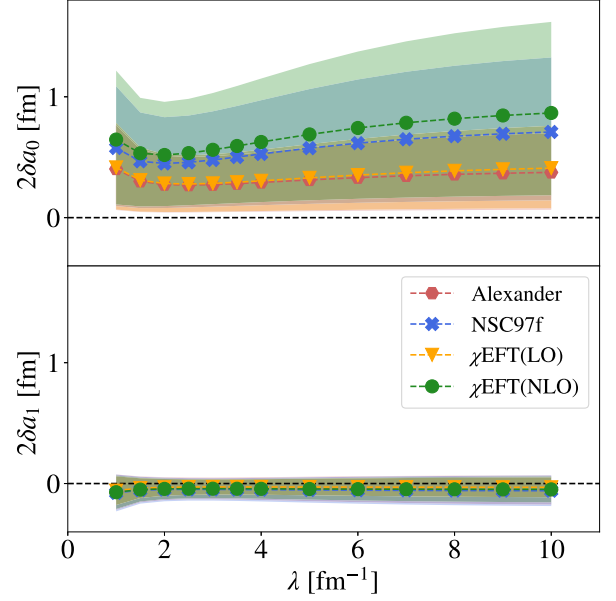 2δa₀ [fm]
1
0
2δa₁ [fm]
1
0
Alexander
NSC97f
χEFT(LO)
χEFT(NLO)
0 2 4 6 8 10
λ [fm⁻¹]